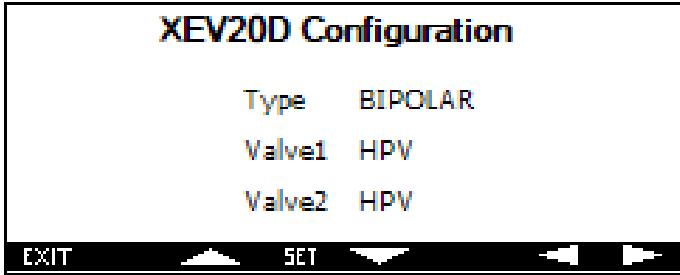 XEV20D Configuration
Type BIPOLAR
Valve1 HPV
Valve2 HPV
EXIT SET